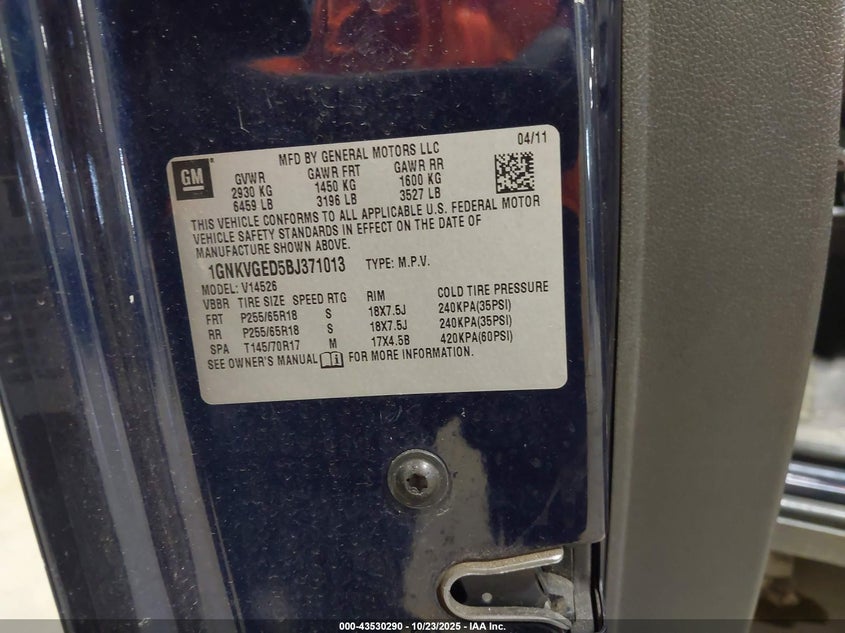 GM
MFD BY GENERAL MOTORS LLC 04/11
GVWR GAWR FRT GAWR RR
2930 KG 1450 KG 1600 KG
6459 LB 3196 LB 3527 LB
THIS VEHICLE CONFORMS TO ALL APPLICABLE U.S. FEDERAL MOTOR
VEHICLE SAFETY STANDARDS IN EFFECT ON THE DATE OF
MANUFACTURE SHOWN ABOVE.
1GNKVGED5BJ371013 TYPE: M.P.V.
MODEL: V14526
VBBR TIRE SIZE SPEED RTG RIM COLD TIRE PRESSURE
FRT P255/65R18 S 18X7.5J 240KPA(35PSI)
RR P255/65R18 S 18X7.5J 240KPA(35PSI)
SPA T145/70R17 M 17X4.5B 420KPA(60PSI)
SEE OWNER'S MANUAL FOR MORE INFORMATION.
000-43530290 - 10/23/2025 - IAA Inc.